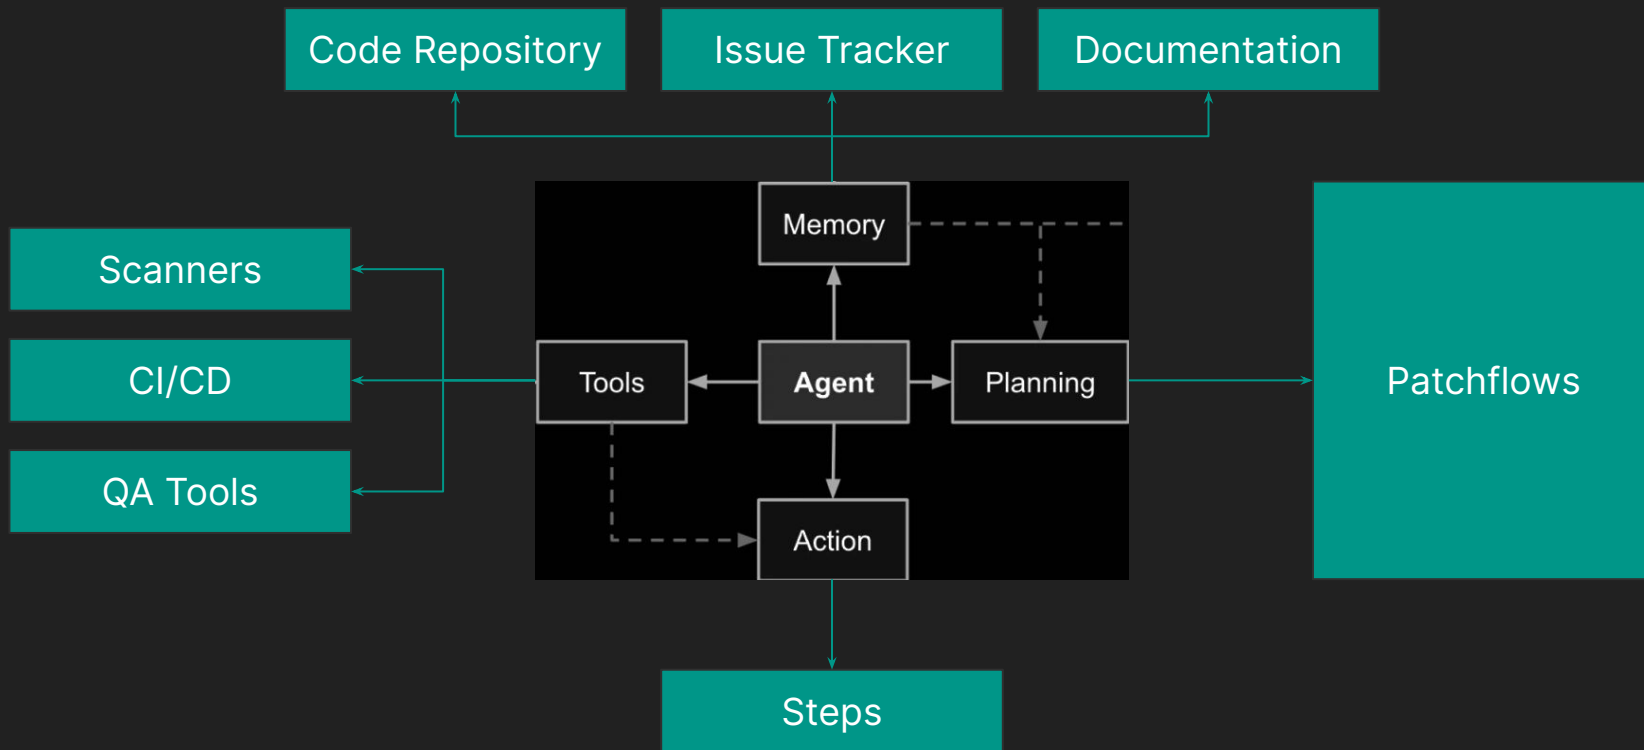 Code Repository
Issue Tracker
Documentation
Memory
Scanners
CI/CD
QA Tools
Tools
Agent
Planning
Patchflows
Action
Steps